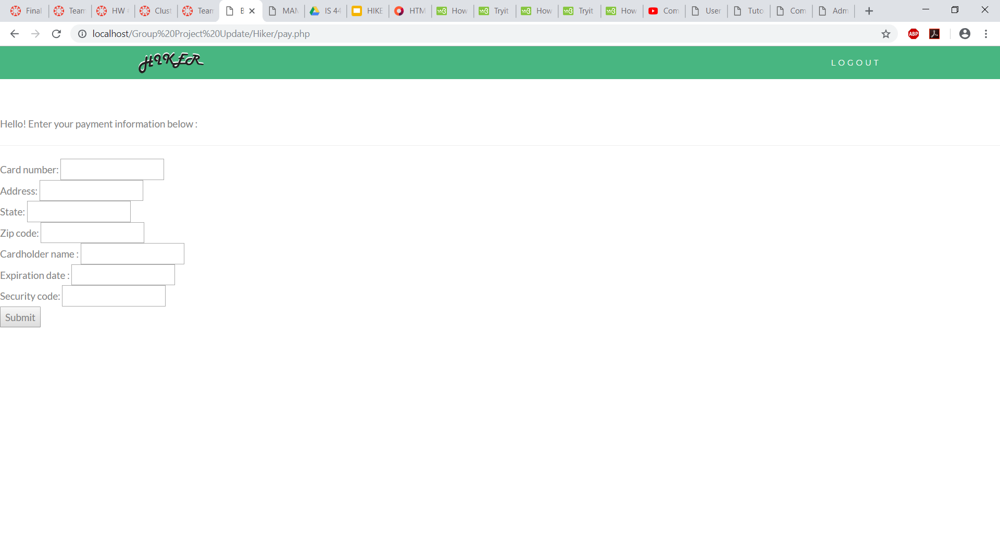 Final Team HW Clust Team B MAM IS 44 HIKE HTM How Tryit How Tryit How Com User Tuto Com Adm
localhost/Group%20Project%20Update/Hiker/pay.php ABP
HIKER LOGOUT
Hello! Enter your payment information below :
Card number:
Address:
State:
Zip code:
Cardholder name :
Expiration date :
Security code:
Submit